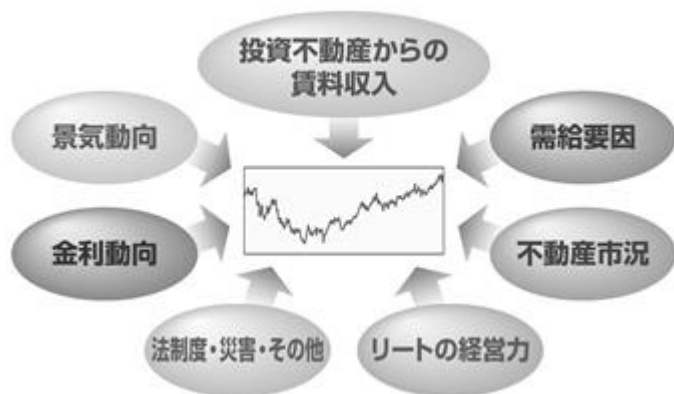 投資不動産からの
賃料収入
景気動向
需給要因
金利動向
不動産市況
法制度・災害・その他
リートの経営力